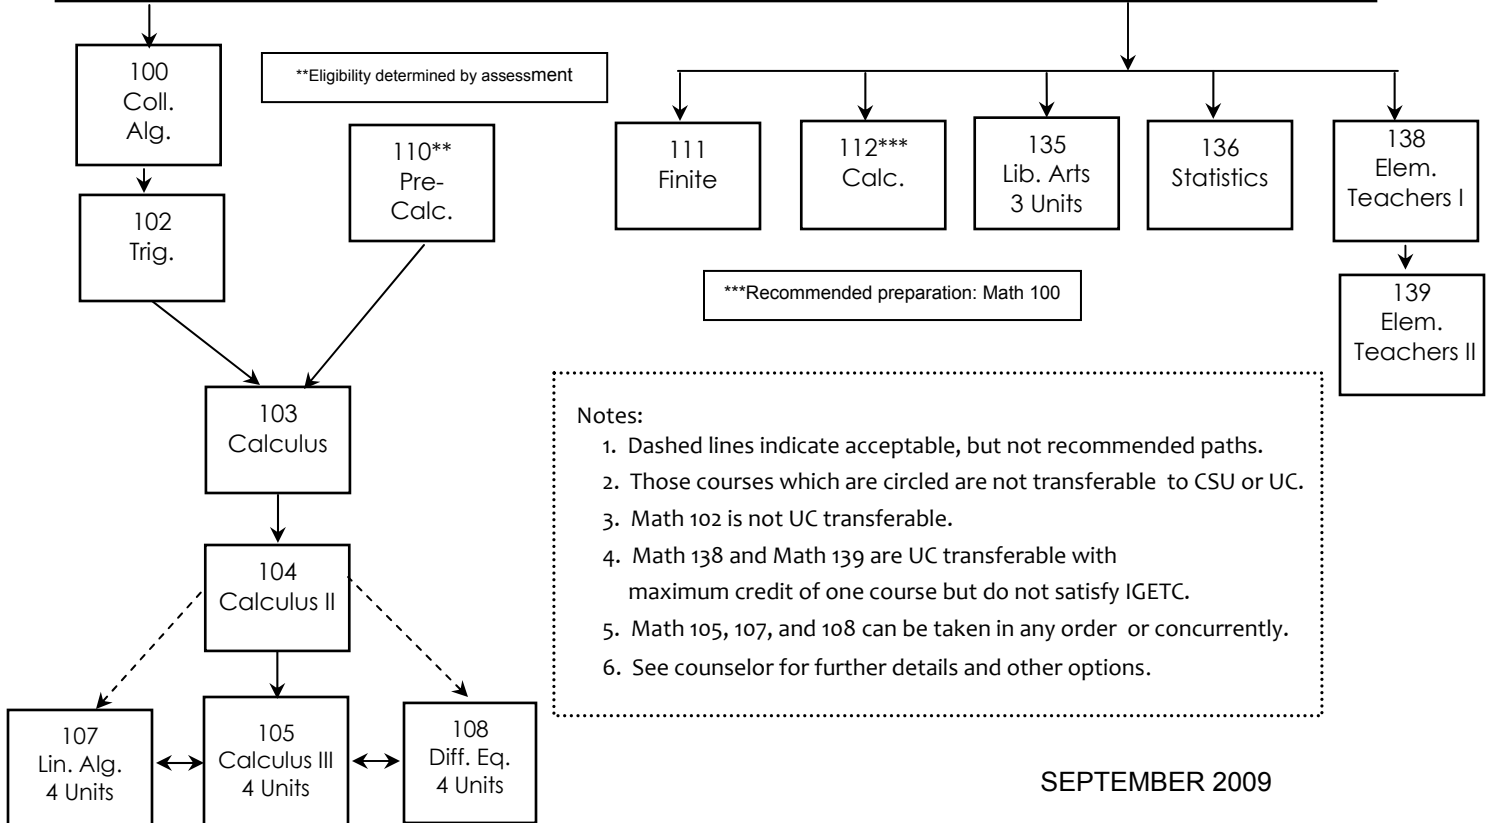 100
Coll.
Alg.
**Eligibility determined by assessment
110**
Pre-
Calc.
111
Finite
112***
Calc.
135
Lib. Arts
3 Units
136
Statistics
138
Elem.
Teachers I
102
Trig.
***Recommended preparation: Math 100
139
Elem.
Teachers II
103
Calculus
Notes:
1. Dashed lines indicate acceptable, but not recommended paths.
2. Those courses which are circled are not transferable to CSU or UC.
3. Math 102 is not UC transferable.
4. Math 138 and Math 139 are UC transferable with
maximum credit of one course but do not satisfy IGETC.
5. Math 105, 107, and 108 can be taken in any order or concurrently.
6. See counselor for further details and other options.
104
Calculus II
107
Lin. Alg.
4 Units
105
Calculus III
4 Units
108
Diff. Eq.
4 Units
SEPTEMBER 2009